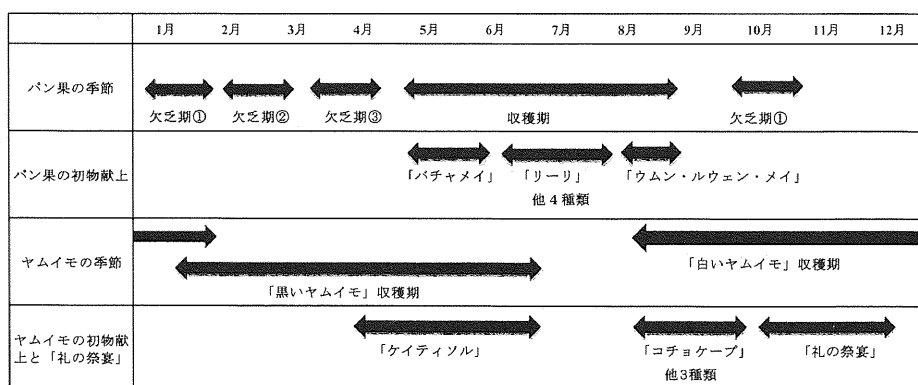 1月 2月 3月 4月 5月 6月 7月 8月 9月 10月 11月 12月
パン果の季節
欠乏期① 欠乏期② 欠乏期③ 収穫期 欠乏期①
パン果の初物献上
「バチャメイ」 「リーリ」 「ウムン・ルウェン・メイ」
他4種類
ヤムイモの季節
「白いヤムイモ」収穫期
「黒いヤムイモ」収穫期
ヤムイモの初物献
上と「礼の祭宴」
「ケイティソル」 「コチョケープ」 「礼の祭宴」
他3種類